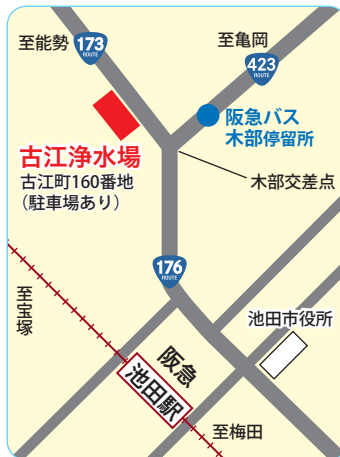 至能勢
173
ROUTE
至亀岡
423
ROUTE
阪急バス
木部停留所
古江浄水場
古江町160番地
(駐車場あり)
木部交差点
176
ROUTE
至宝塚
池田市役所
阪急
池田駅
至梅田